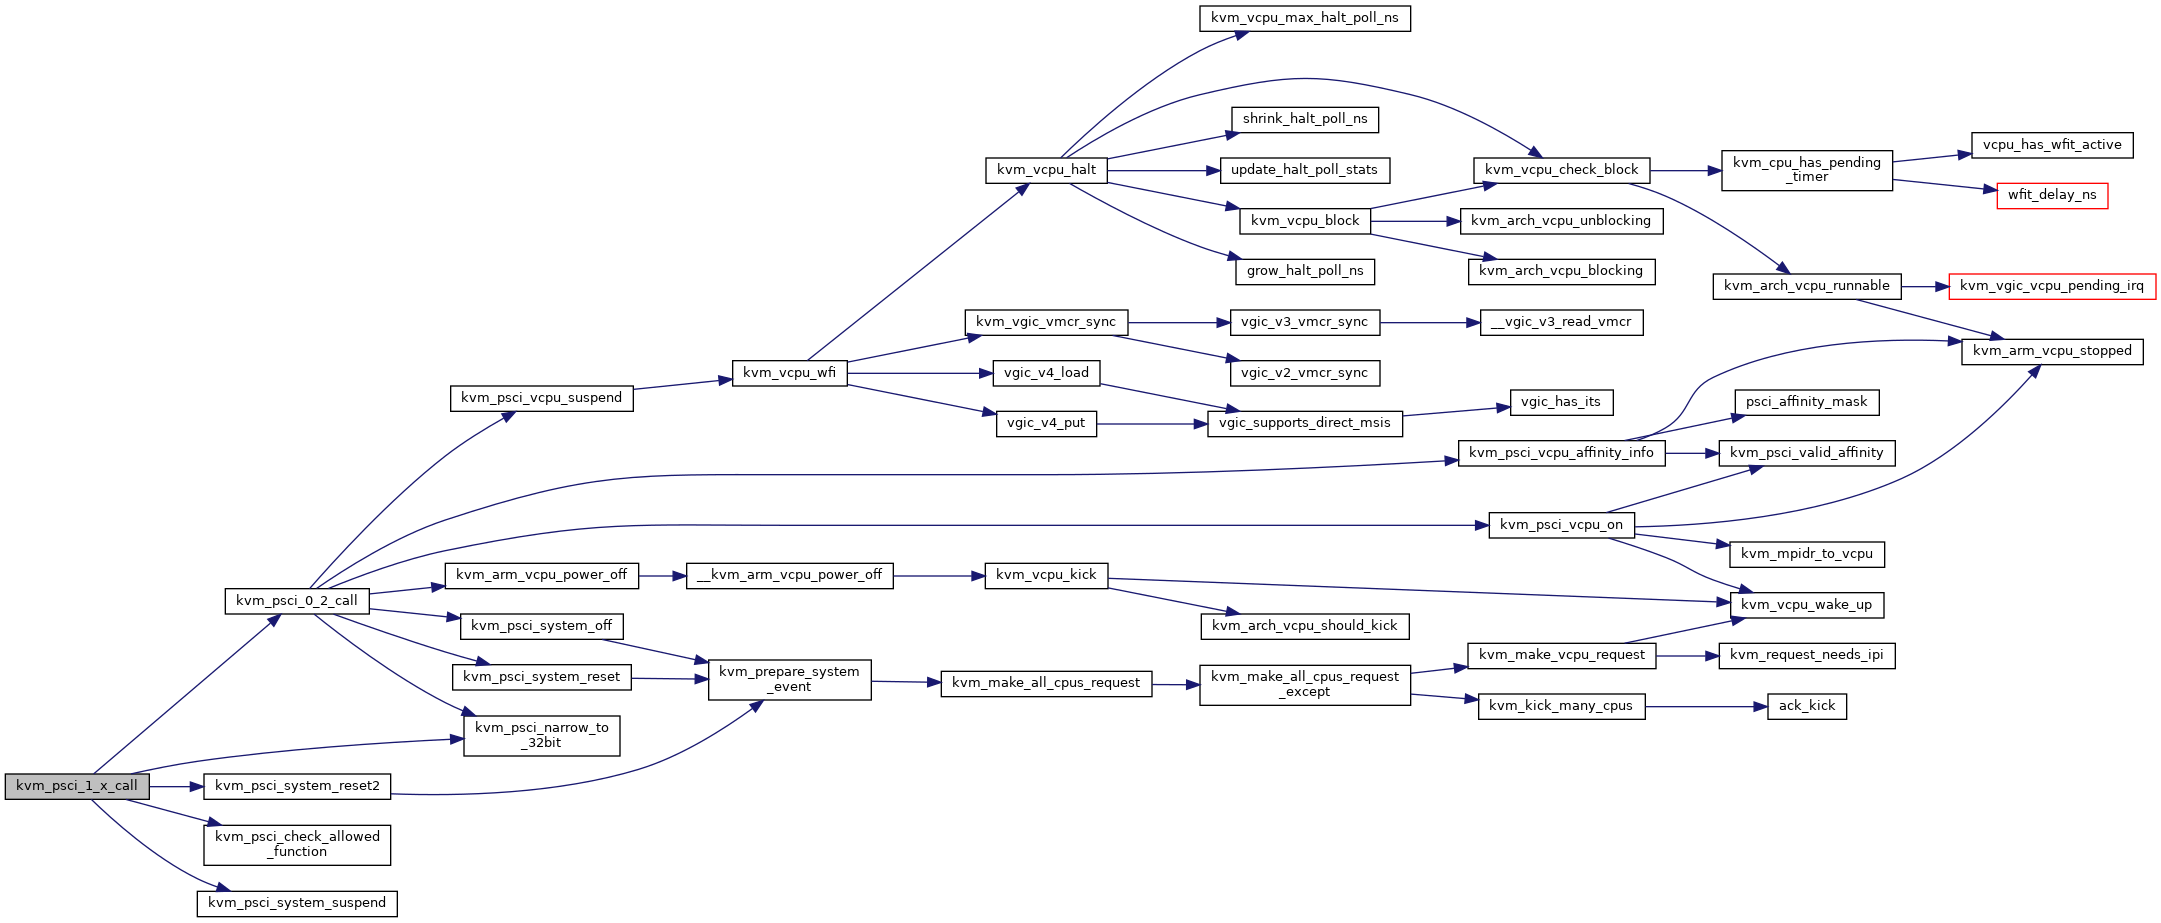 kvm_vcpu_max_halt_poll_ns
shrink_halt_poll_ns
vcpu_has_wfit_active
kvm_vcpu_halt
update_halt_poll_stats
kvm_vcpu_check_block
kvm_cpu_has_pending
_timer
wfit_delay_ns
kvm_vcpu_block
kvm_arch_vcpu_unblocking
grow_halt_poll_ns
kvm_arch_vcpu_blocking
kvm_arch_vcpu_runnable
kvm_vgic_vcpu_pending_irq
kvm_vgic_vmcr_sync
vgic_v3_vmcr_sync
__vgic_v3_read_vmcr
kvm_arm_vcpu_stopped
kvm_vcpu_wfi
vgic_v4_load
vgic_v2_vmcr_sync
kvm_psci_vcpu_suspend
vgic_has_its
psci_affinity_mask
vgic_v4_put
vgic_supports_direct_msis
kvm_psci_vcpu_affinity_info
kvm_psci_valid_affinity
kvm_psci_vcpu_on
kvm_mpidr_to_vcpu
kvm_arm_vcpu_power_off
__kvm_arm_vcpu_power_off
kvm_vcpu_kick
kvm_psci_0_2_call
kvm_vcpu_wake_up
kvm_psci_system_off
kvm_arch_vcpu_should_kick
kvm_make_vcpu_request
kvm_request_needs_ipi
kvm_psci_system_reset
kvm_prepare_system
_event
kvm_make_all_cpus_request
kvm_make_all_cpus_request
_except
kvm_kick_many_cpus
ack_kick
kvm_psci_narrow_to
_32bit
kvm_psci_1_x_call
kvm_psci_system_reset2
kvm_psci_check_allowed
_function
kvm_psci_system_suspend